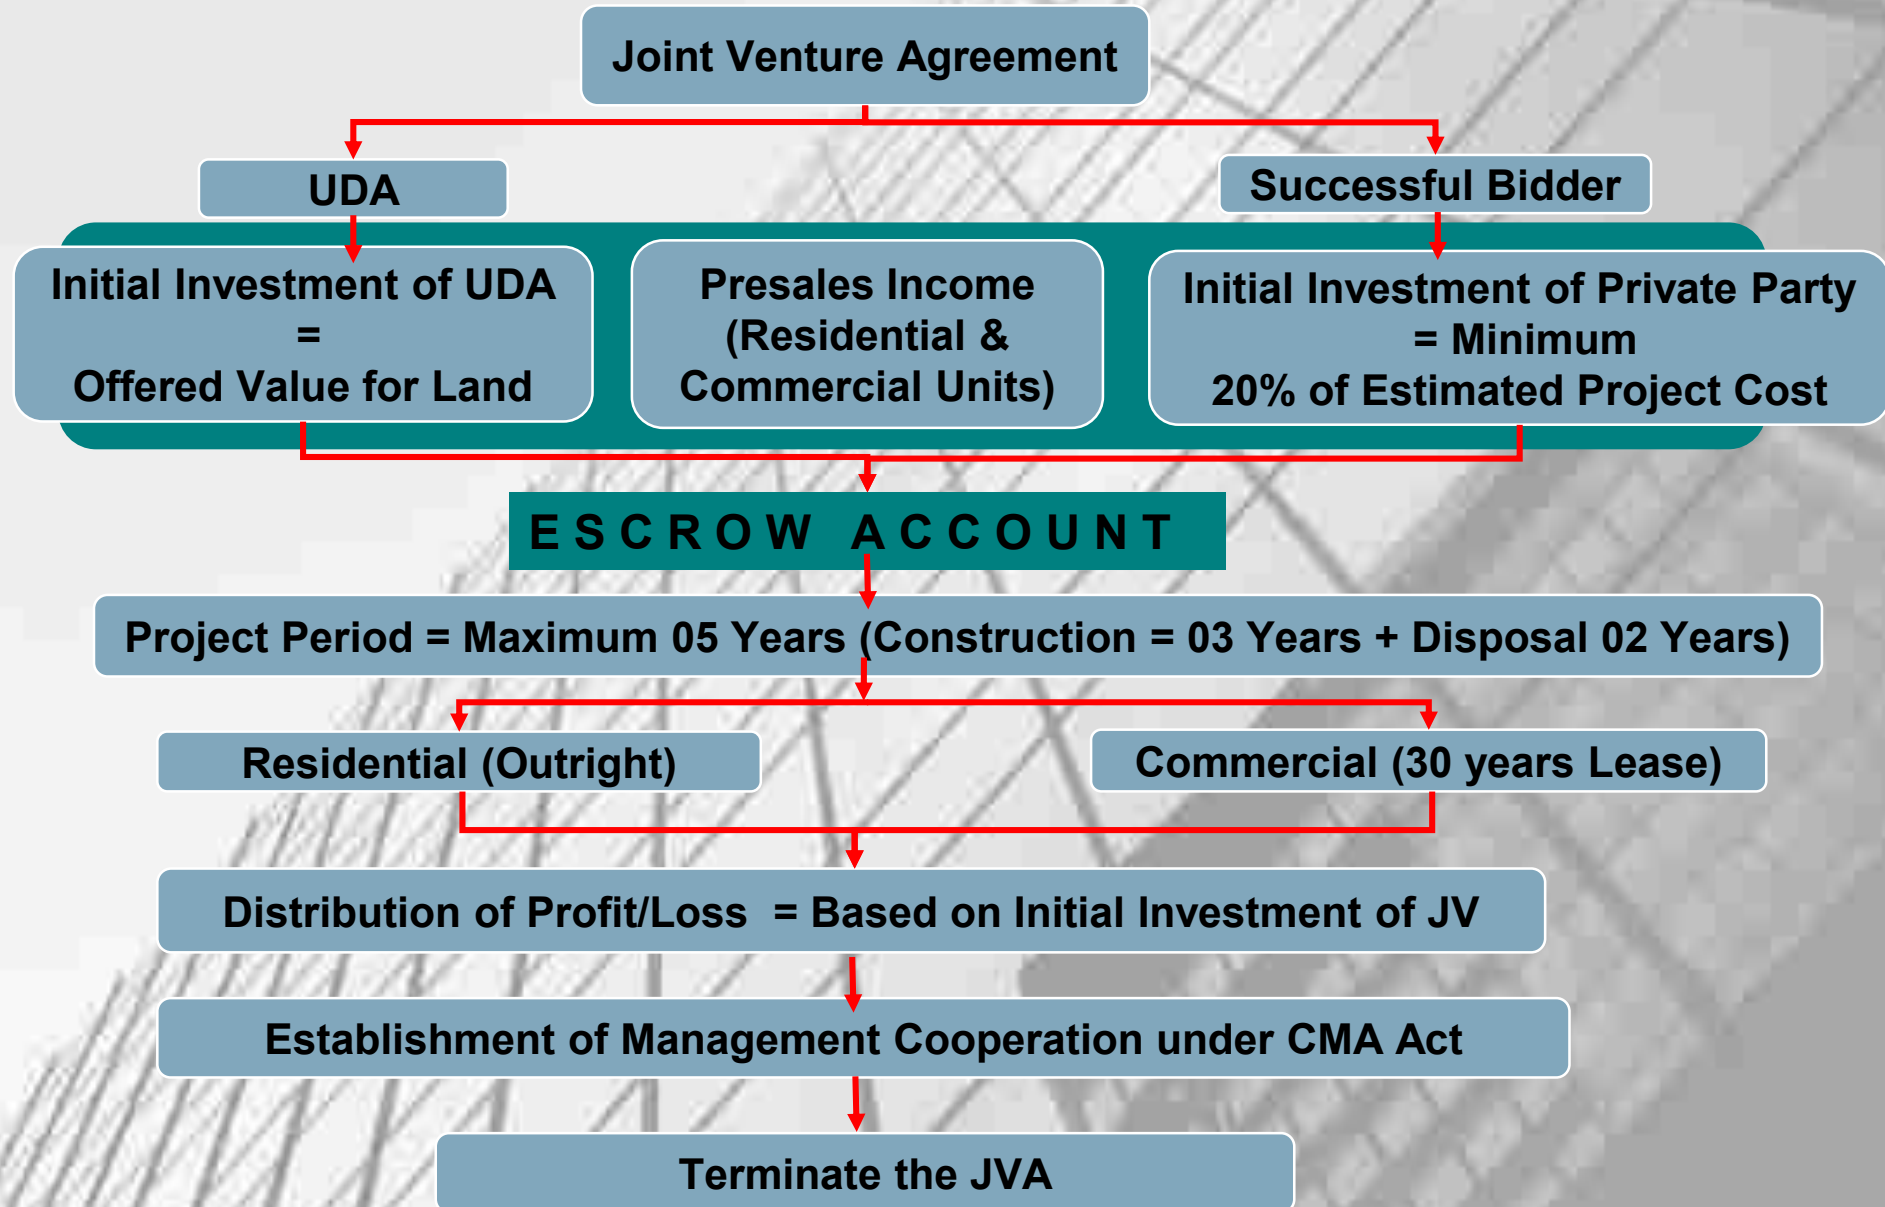 Joint Venture Agreement
UDA
Successful Bidder
Initial Investment of UDA
=
Offered Value for Land
Presales Income
(Residential &
Commercial Units)
Initial Investment of Private Party
= Minimum
20% of Estimated Project Cost
ESCROW ACCOUNT
Project Period = Maximum 05 Years (Construction = 03 Years + Disposal 02 Years)
Residential (Outright)
Commercial (30 years Lease)
Distribution of Profit/Loss = Based on Initial Investment of JV
Establishment of Management Cooperation under CMA Act
Terminate the JVA